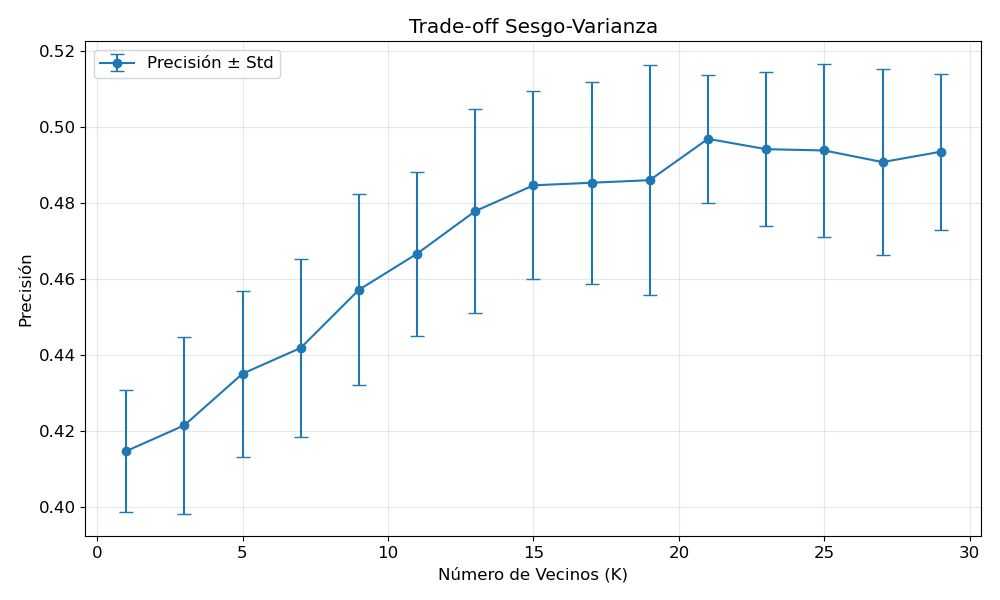 Trade-off Sesgo-Varianza
Precisión ± Std
Precisión
0.52
0.50
0.48
0.46
0.44
0.42
0.40
0 5 10 15 20 25 30
Número de Vecinos (K)